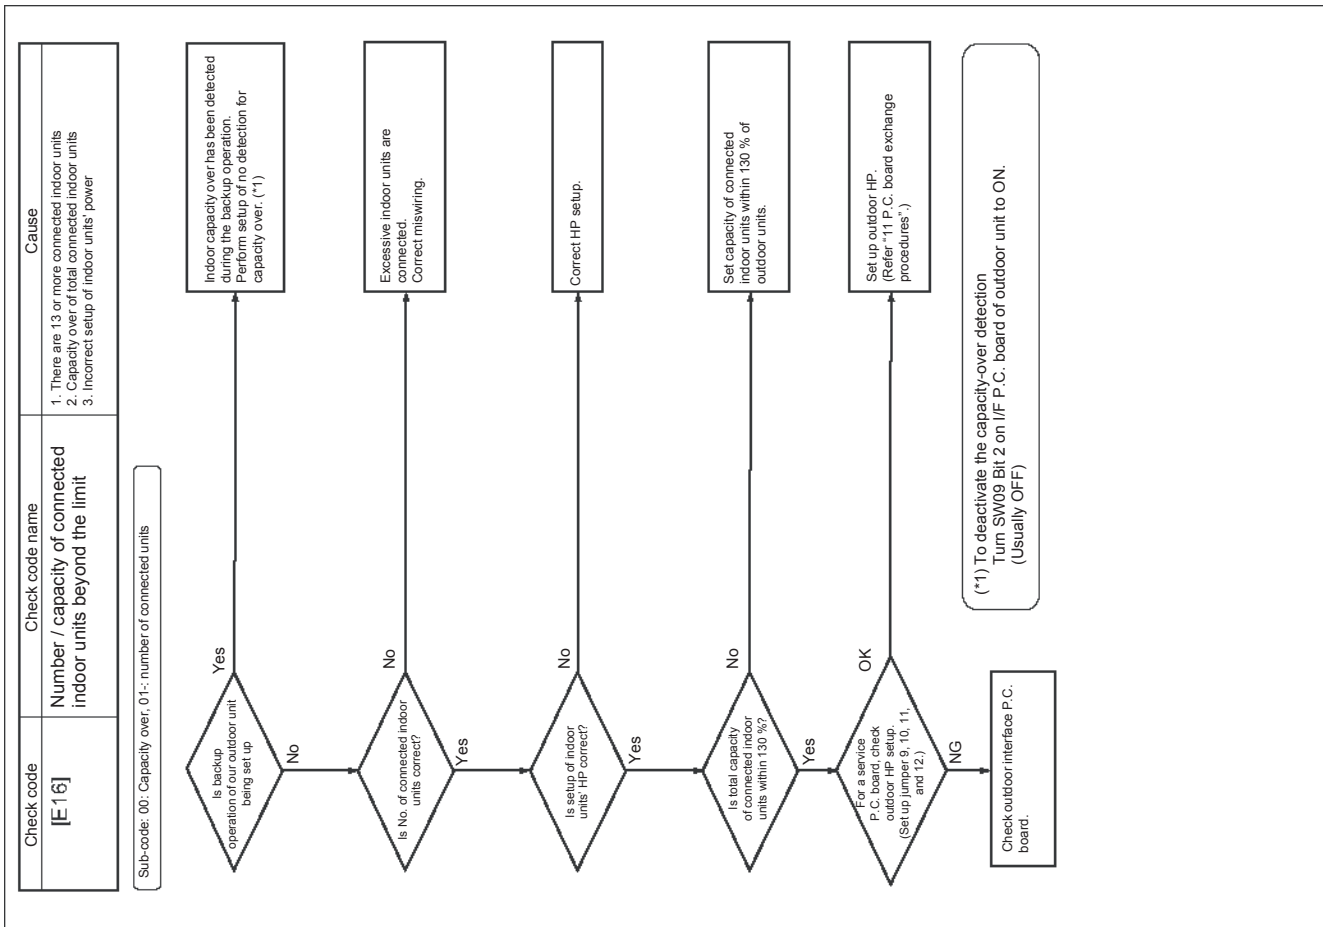 Check code
Check code name
Cause
[E16]
Number / capacity of connected
indoor units beyond the limit
1. There are 13 or more connected indoor units
2. Capacity over of total connected indoor units
3. Incorrect setup of indoor units' power
Sub-code: 00: Capacity over, 01-: number of connected units
Is backup
operation of our outdoor unit
being set up
Yes
Indoor capacity over has been detected
during the backup operation.
Perform setup of no detection for
capacity over. (*1)
No
Is No. of connected indoor
units correct?
No
Excessive indoor units are
connected.
Correct miswiring.
Yes
Is setup of indoor
units' HP correct?
No
Correct HP setup.
Yes
Is total capacity
of connected indoor
units within 130 %?
No
Set capacity of connected
indoor units within 130 % of
outdoor units.
Yes
For a service
P.C. board, check
outdoor HP setup.
(Set up jumper 9, 10, 11,
and 12,)
OK
Set up outdoor HP.
(Refer “11 P.C. board exchange
procedures”.)
NG
Check outdoor interface P.C.
board.
(*1) To deactivate the capacity-over detection
Turn SW09 Bit 2 on I/F P.C. board of outdoor unit to ON.
(Usually OFF)